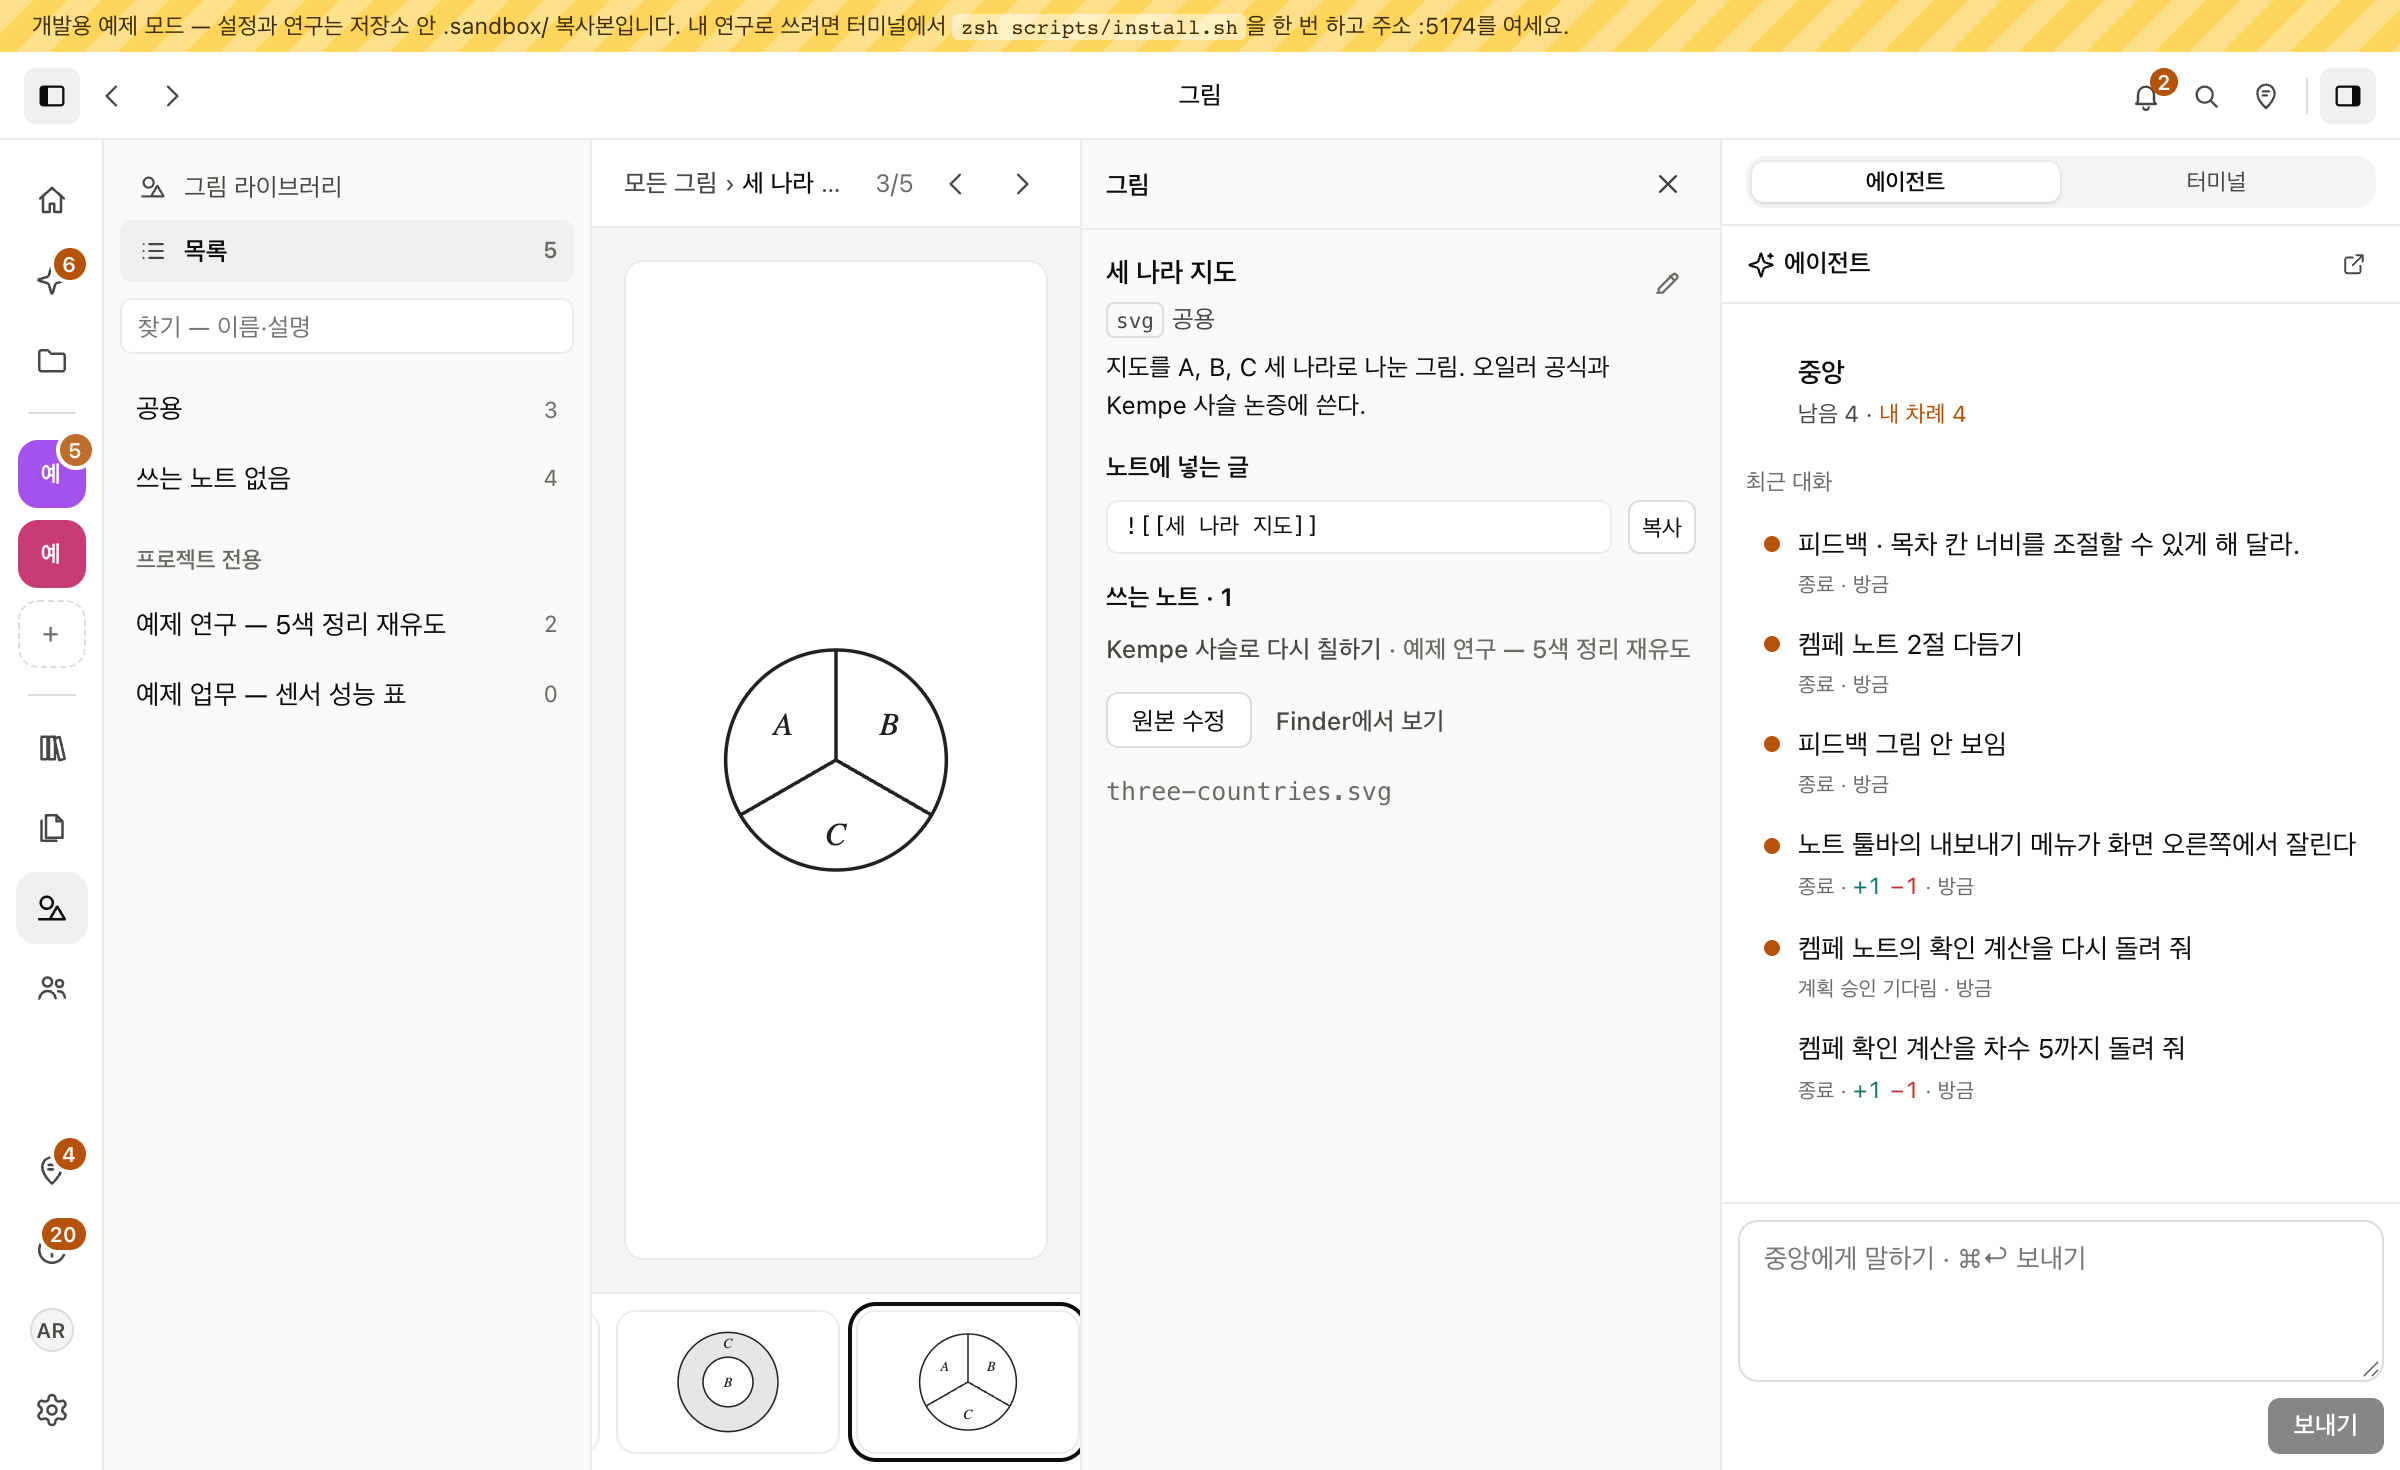 개발용 예제 모드 — 설정과 연구는 저장소 안 .sandbox/ 복사본입니다. 내 연구로 쓰려면 터미널에서 zsh scripts/install.sh을 한 번 하고 주소 :5174를 여세요.
그림
2
6
5
예
예
+
4
20
AR
그림 라이브러리
목록 5
찾기 — 이름·설명
공용 3
쓰는 노트 없음 4
프로젝트 전용
예제 연구 — 5색 정리 재유도 2
예제 업무 — 센서 성능 표 0
모든 그림 › 세 나라 ... 3/5
A B
C
C
B
A B
C
그림
세 나라 지도
svg 공용
지도를 A, B, C 세 나라로 나눈 그림. 오일러 공식과
Kempe 사슬 논증에 쓴다.
노트에 넣는 글
![[세 나라 지도]] 복사
쓰는 노트 · 1
Kempe 사슬로 다시 칠하기 · 예제 연구 — 5색 정리 재유도
원본 수정 Finder에서 보기
three-countries.svg
에이전트 터미널
에이전트
중앙
남음 4 · 내 차례 4
최근 대화
피드백 · 목차 칸 너비를 조절할 수 있게 해 달라.
종료 · 방금
켐페 노트 2절 다듬기
종료 · 방금
피드백 그림 안 보임
종료 · 방금
노트 툴바의 내보내기 메뉴가 화면 오른쪽에서 잘린다
종료 · +1 −1 · 방금
켐페 노트의 확인 계산을 다시 돌려 줘
계획 승인 기다림 · 방금
켐페 확인 계산을 차수 5까지 돌려 줘
종료 · +1 −1 · 방금
중앙에게 말하기 · ⌘↩ 보내기
보내기